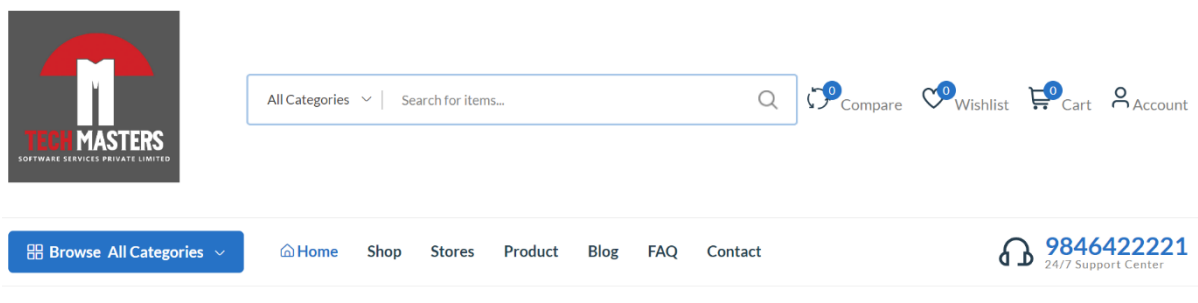 TECH MASTERS
SOFTWARE SERVICES PRIVATE LIMITED
All Categories Search for items...
0 Compare 0 Wishlist 0 Cart Account
Browse All Categories Home Shop Stores Product Blog FAQ Contact
9846422221
24/7 Support Center